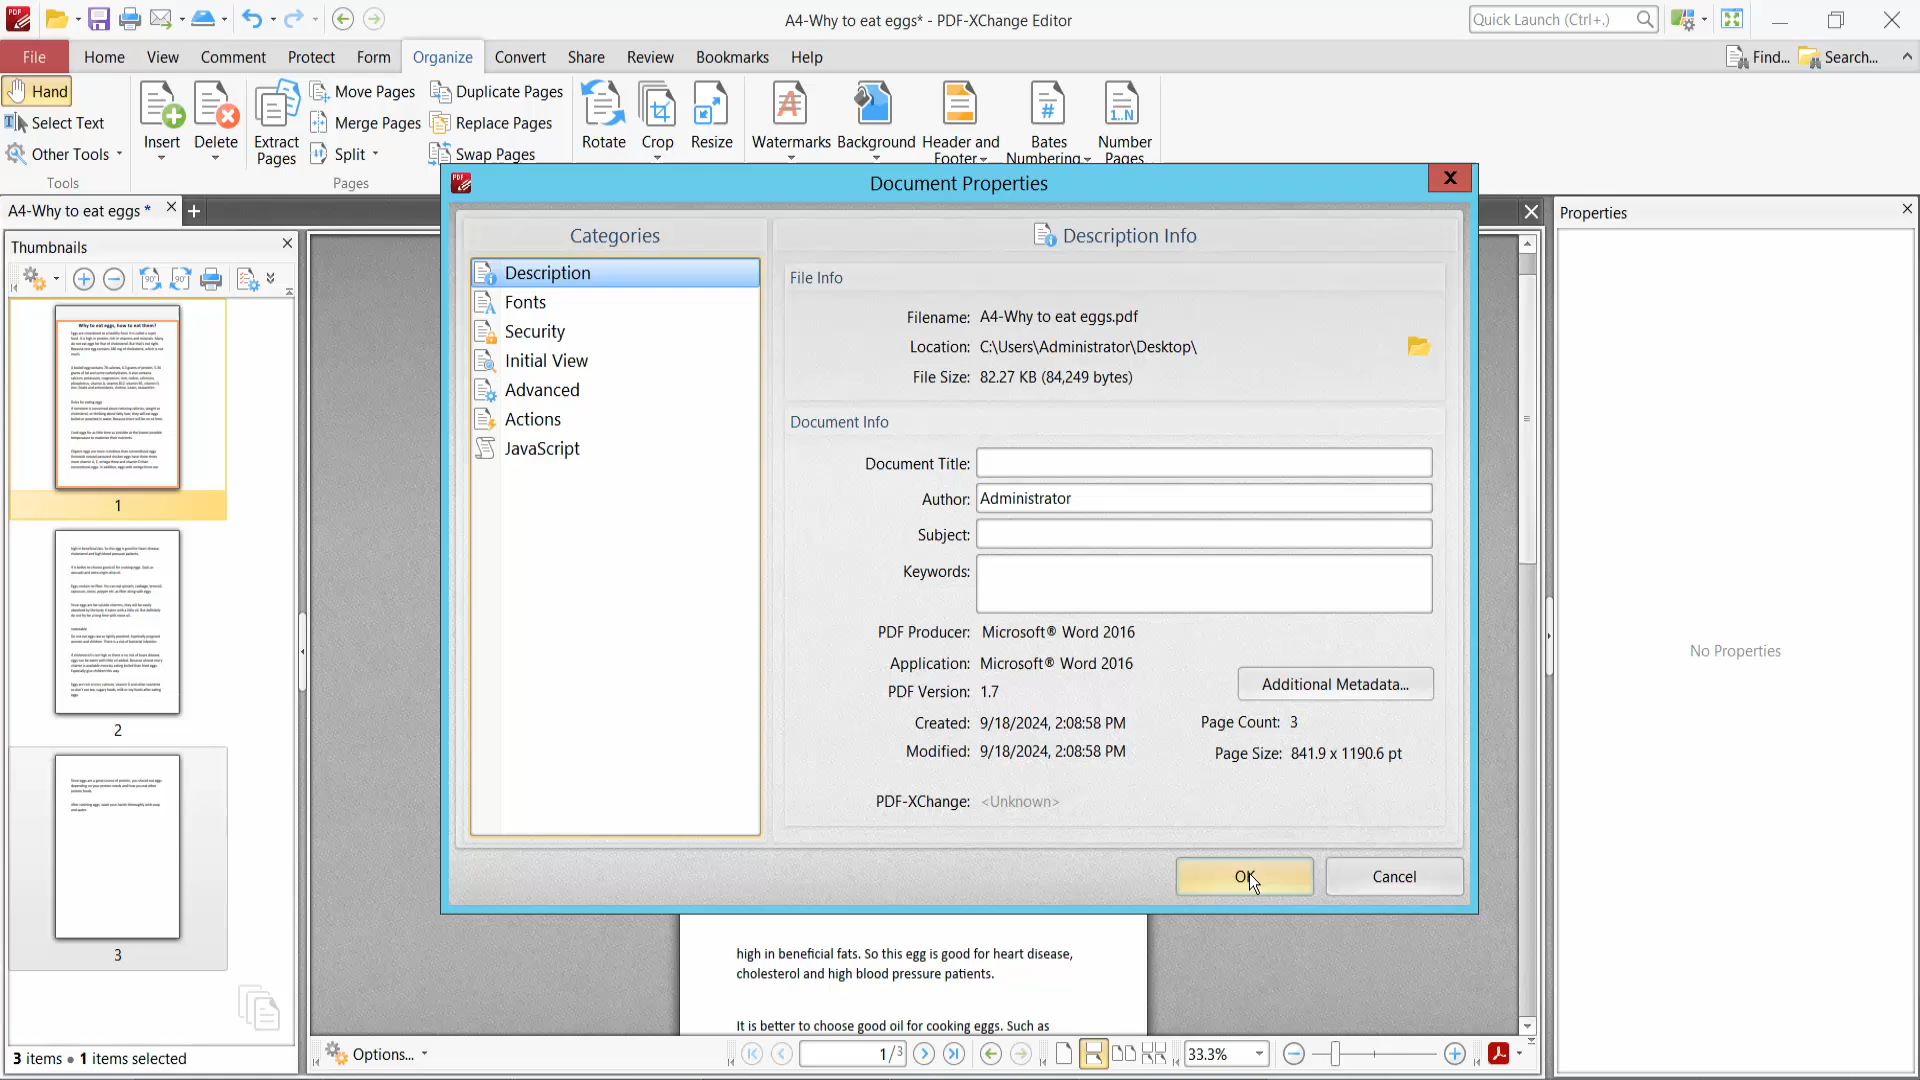 A4-Why to eat eggs* - PDF-XChange Editor
Quick Launch (Ctrl+.)
File
Home
View
Comment
Protect
Form
Organize
Convert
Share
Review
Bookmarks
Help
Find...
Search...
Hand
Select Text
Other Tools
Tools
Insert
Delete
Extract
Pages
Move Pages
Merge Pages
Split
Duplicate Pages
Replace Pages
Swap Pages
Pages
Rotate
Crop
Resize
Watermarks
Background
Header and
Footer
Bates
Numbering
Number
Pages
A4-Why to eat eggs *
Thumbnails
Why to eat eggs, how to eat them?
1
2
3
3 items • 1 items selected
Document Properties
X
Categories
Description
Fonts
Security
Initial View
Advanced
Actions
JavaScript
Description Info
File Info
Filename: A4-Why to eat eggs.pdf
Location: C:\Users\Administrator\Desktop\
File Size: 82.27 KB (84,249 bytes)
Document Info
Document Title:
Author: Administrator
Subject:
Keywords:
PDF Producer: Microsoft® Word 2016
Application: Microsoft® Word 2016
PDF Version: 1.7
Additional Metadata...
Created: 9/18/2024, 2:08:58 PM
Page Count: 3
Modified: 9/18/2024, 2:08:58 PM
Page Size: 841.9 x 1190.6 pt
PDF-XChange: <Unknown>
OK
Cancel
high in beneficial fats. So this egg is good for heart disease,
cholesterol and high blood pressure patients.
It is better to choose good oil for cooking eggs. Such as
Options...
1/3
33.3%
Properties
No Properties